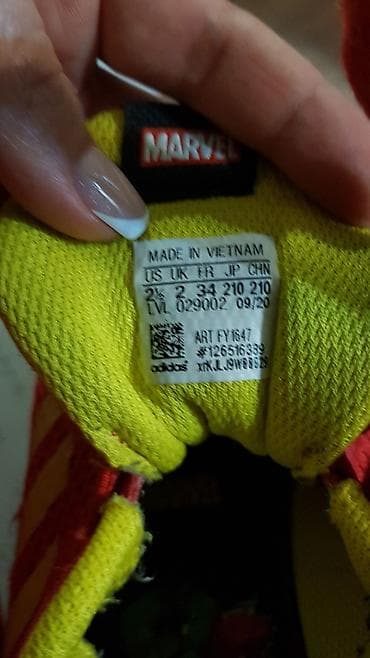 MARVEL
MADE IN VIETNAM
US UK FR JP CHN
2½ 2 34 210 210
LVL 029002 09/20
ART FY1647
#126516339
adidas